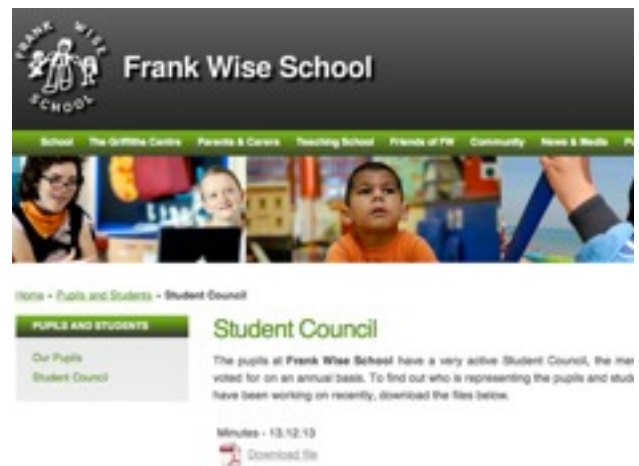 FRANK WISE
SCHOOL
Frank Wise School
School The Griffiths Centre Parents & Carers Teaching School Friends of FW Community News & Media
Home - Pupils and Students - Student Council
PUPILS AND STUDENTS
Our Pupils
Student Council
Student Council
The pupils at Frank Wise School have a very active Student Council, the
voted for on an annual basis. To find out who is representing the pupils and
have been working on recently, download the files below.
Minutes - 13.12.13
Download file